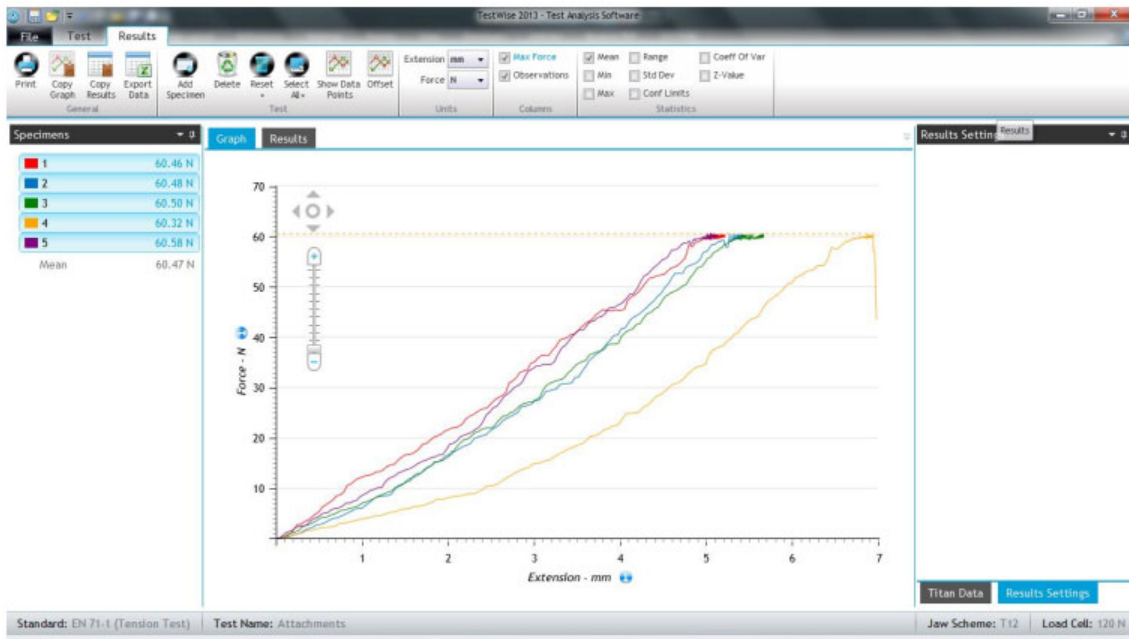 TestWise 2013 - Test Analysis Software
File Test Results
Print Copy Graph Copy Results Export Data
General
Add Specimen Delete Reset Select All Show Data Points Offset
Test
Extension mm
Force N
Units
Max Force
Observations
Columns
Mean Range Coeff Of Var
Min Std Dev Z-Value
Max Conf Limits
Statistics
Specimens
1 60.46 N
2 60.48 N
3 60.50 N
4 60.32 N
5 60.58 N
Mean 60.47 N
Graph Results
Results Settings
Results
70
60
50
40
30
20
10
Force - N
1 2 3 4 5 6 7
Extension - mm
Titan Data Results Settings
Standard: EN 71-1 (Tension Test) Test Name: Attachments Jaw Scheme: T12 Load Cell: 120 N